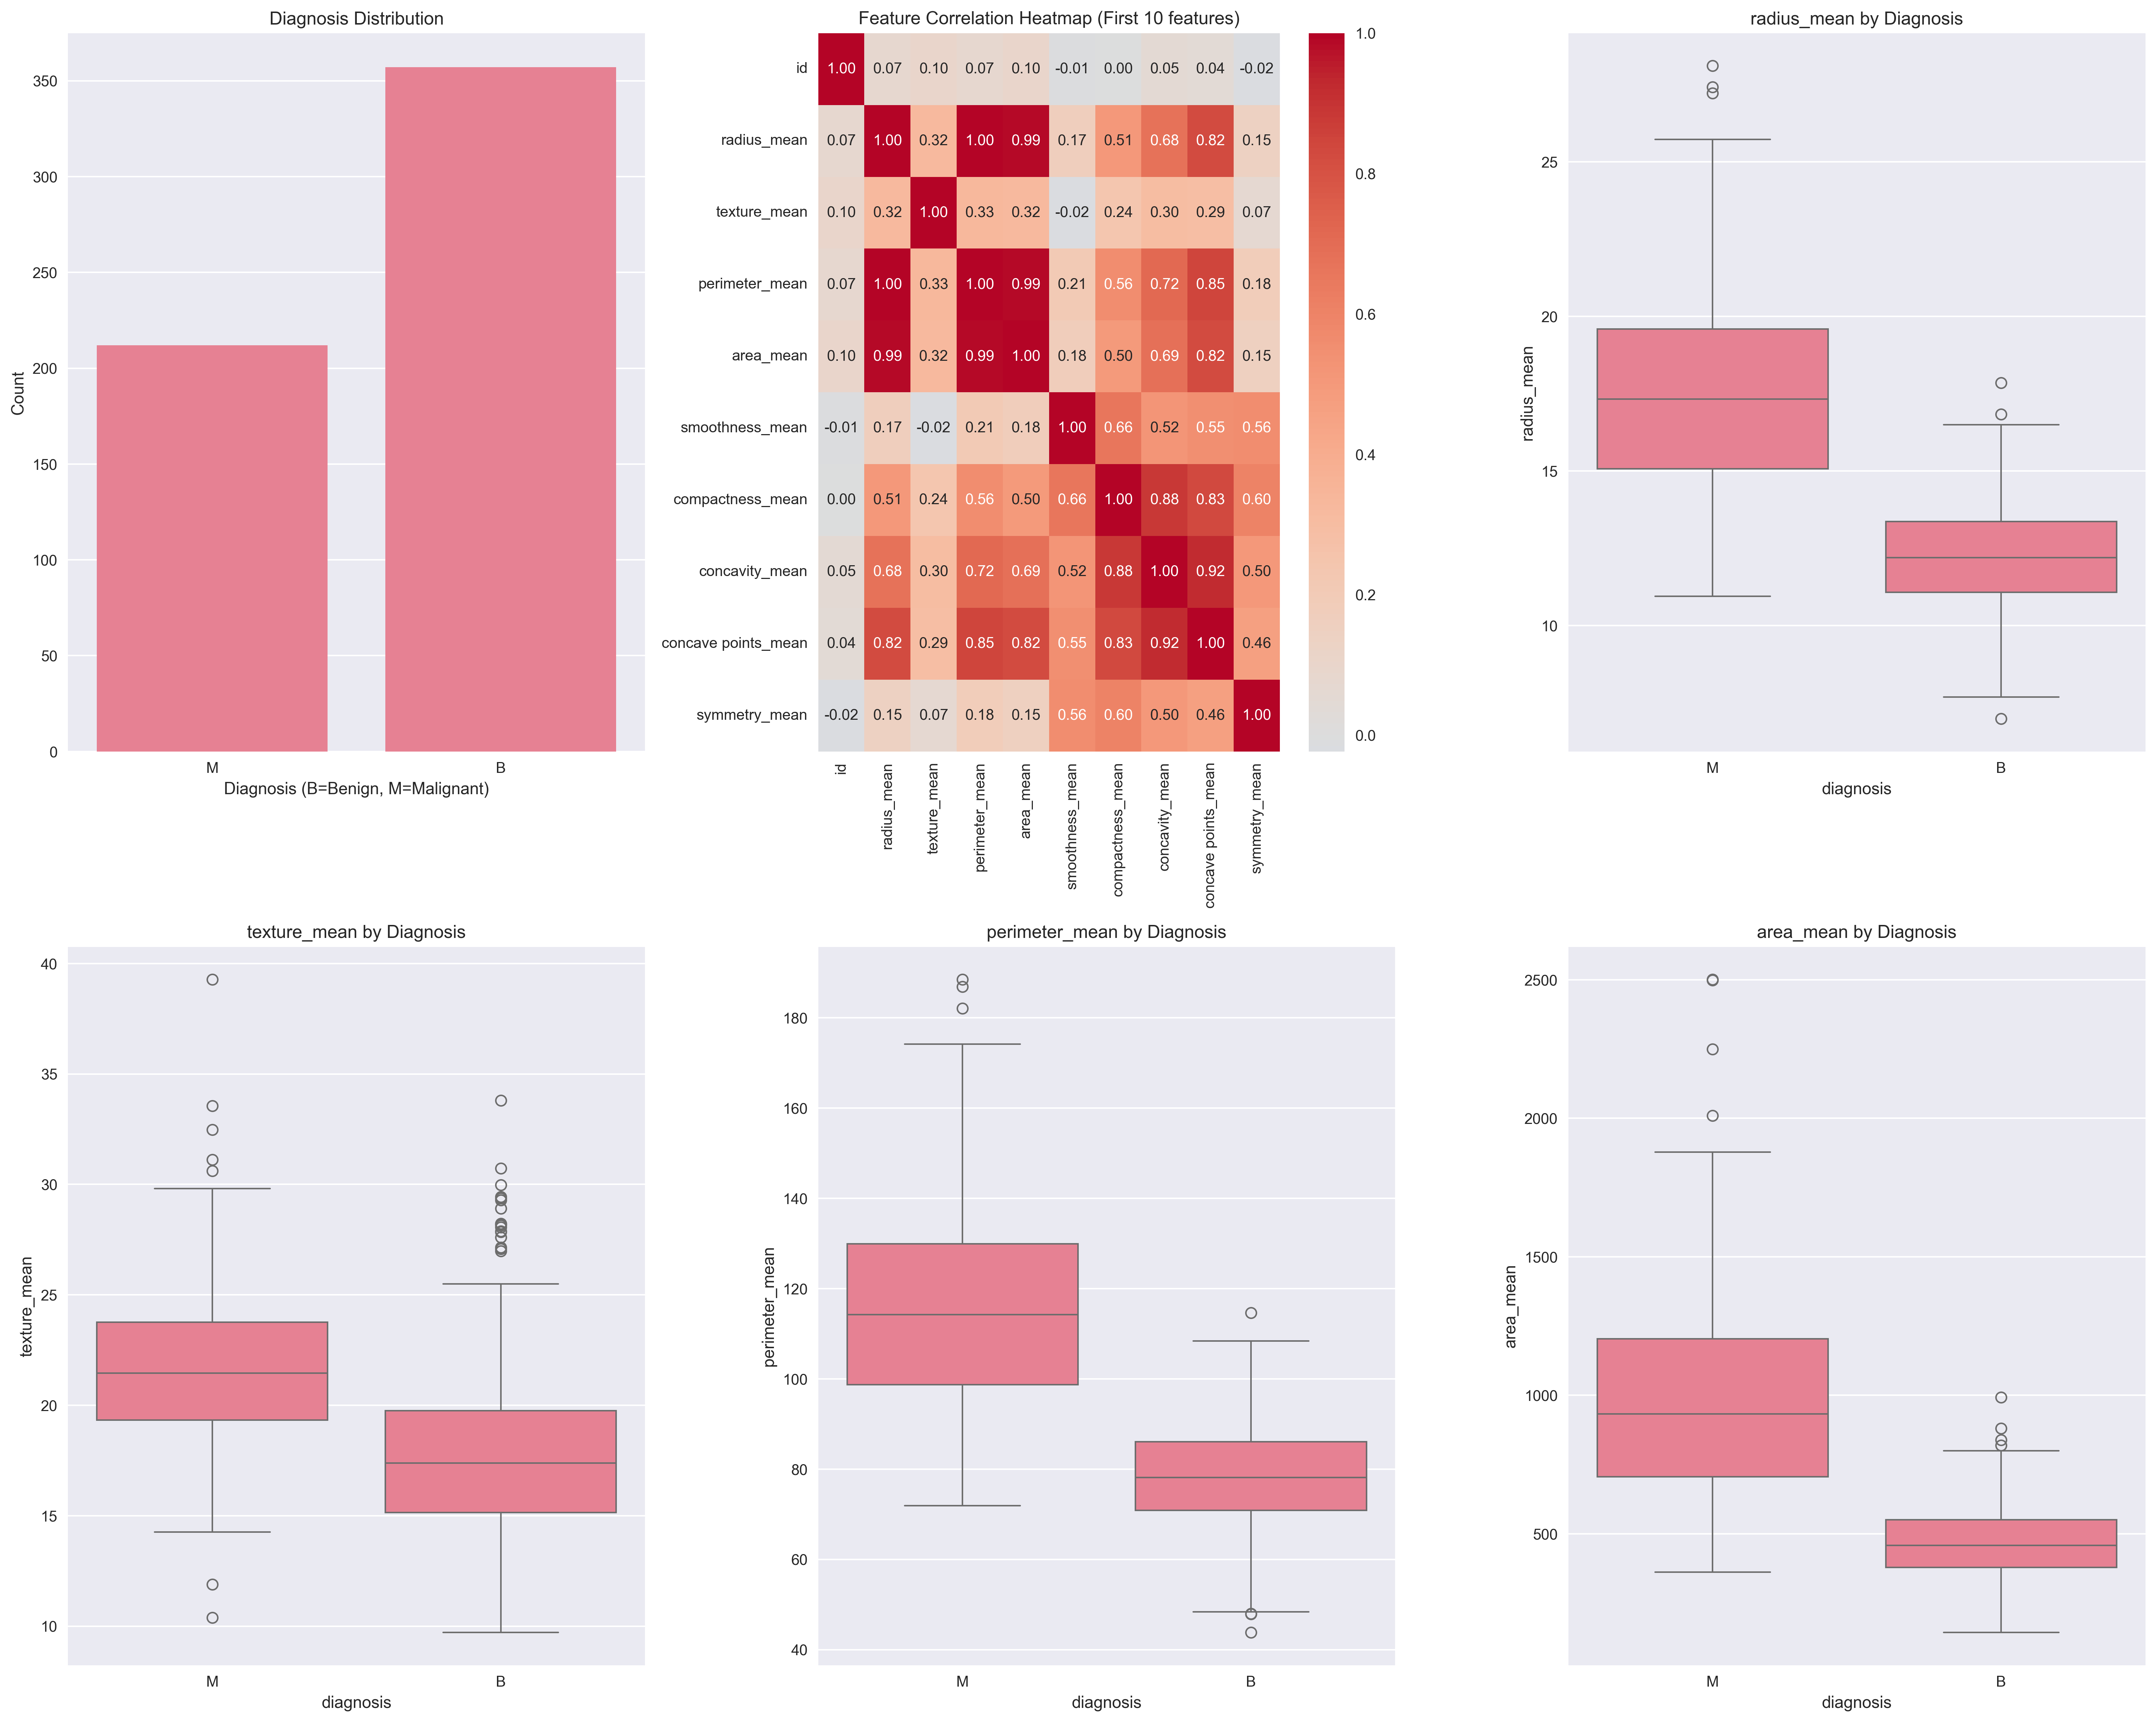 Diagnosis Distribution
Count
350
300
250
200
150
100
50
0
M B
Diagnosis (B=Benign, M=Malignant)
Feature Correlation Heatmap (First 10 features)
id 1.00 0.07 0.10 0.07 0.10 -0.01 0.00 0.05 0.04 -0.02
radius_mean 0.07 1.00 0.32 1.00 0.99 0.17 0.51 0.68 0.82 0.15
texture_mean 0.10 0.32 1.00 0.33 0.32 -0.02 0.24 0.30 0.29 0.07
perimeter_mean 0.07 1.00 0.33 1.00 0.99 0.21 0.56 0.72 0.85 0.18
area_mean 0.10 0.99 0.32 0.99 1.00 0.18 0.50 0.69 0.82 0.15
smoothness_mean -0.01 0.17 -0.02 0.21 0.18 1.00 0.66 0.52 0.55 0.56
compactness_mean 0.00 0.51 0.24 0.56 0.50 0.66 1.00 0.88 0.83 0.60
concavity_mean 0.05 0.68 0.30 0.72 0.69 0.52 0.88 1.00 0.92 0.50
concave points_mean 0.04 0.82 0.29 0.85 0.82 0.55 0.83 0.92 1.00 0.46
symmetry_mean -0.02 0.15 0.07 0.18 0.15 0.56 0.60 0.50 0.46 1.00
id
radius_mean
texture_mean
perimeter_mean
area_mean
smoothness_mean
compactness_mean
concavity_mean
concave points_mean
symmetry_mean
1.0
0.8
0.6
0.4
0.2
0.0
radius_mean by Diagnosis
radius_mean
25
20
15
10
M B
diagnosis
texture_mean by Diagnosis
texture_mean
40
35
30
25
20
15
10
M B
diagnosis
perimeter_mean by Diagnosis
perimeter_mean
180
160
140
120
100
80
60
40
M B
diagnosis
area_mean by Diagnosis
area_mean
2500
2000
1500
1000
500
M B
diagnosis